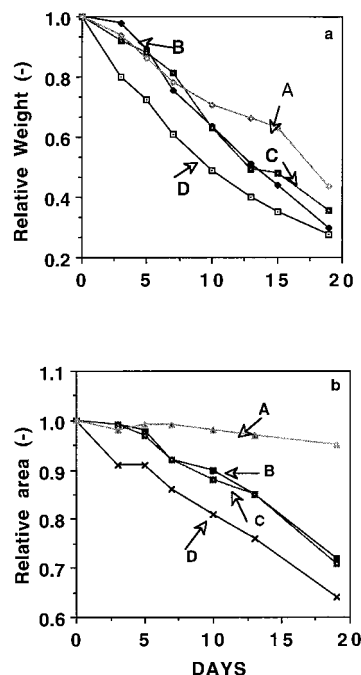 a
Relative Weight (-)
1.0
0.8
0.6
0.4
0.2
B
A
C
D
0 5 10 15 20
b
Relative area (-)
1.1
1.0
0.9
0.8
0.7
0.6
A
B
C
D
0 5 10 15 20
DAYS